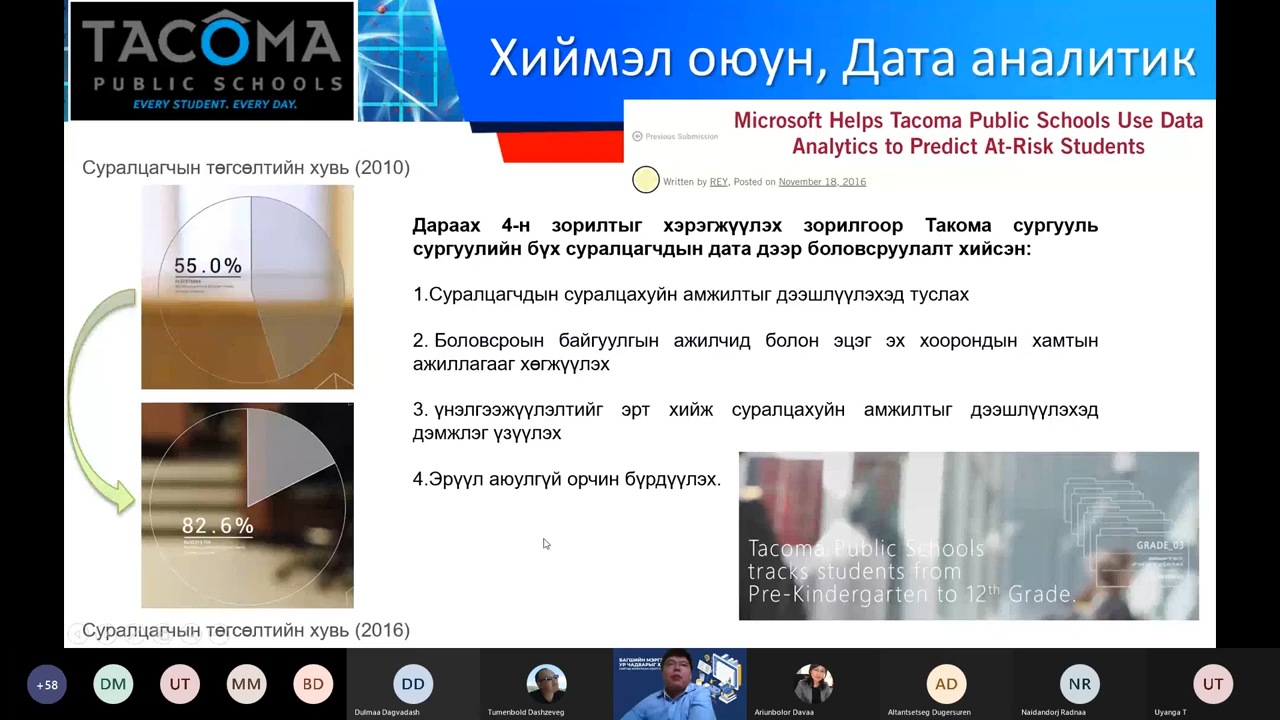 TACOMA
PUBLIC SCHOOLS
EVERY STUDENT. EVERY DAY.
Хиймэл оюун, Дата аналитик
Previous Submission
Microsoft Helps Tacoma Public Schools Use Data
Analytics to Predict At-Risk Students
Written by REY, Posted on November 18, 2016
Суралцагчын төгсөлтийн хувь (2010)
55.0%
82.6%
Суралцагчын төгсөлтийн хувь (2016)
Дараах 4-н зорилтыг хэрэгжүүлэх зорилгоор Такома сургууль
сургуулийн бүх суралцагчдын дата дээр боловсруулалт хийсэн:
1.Суралцагчдын суралцахуйн амжилтыг дээшлүүлэхэд туслах
2. Боловсроын байгуулгын ажилчид болон эцэг эх хоорондын хамтын
ажиллагааг хөгжүүлэх
3. үнэлгээжүүлэлтийг эрт хийж суралцахуйн амжилтыг дээшлүүлэхэд
дэмжлэг үзүүлэх
4.Эрүүл аюулгүй орчин бүрдүүлэх.
GRADE_03
Tacoma Public Schools
tracks students from
Pre-Kindergarten to 12th Grade.
+58
DM
UT
MM
BD
DD
Dulmaa Dagvadash
Tumenbold Dashzeveg
Ariunbolor Davaa
AD
Altantsetseg Dugersuren
NR
Naidandorj Radnaa
UT
Uyanga T